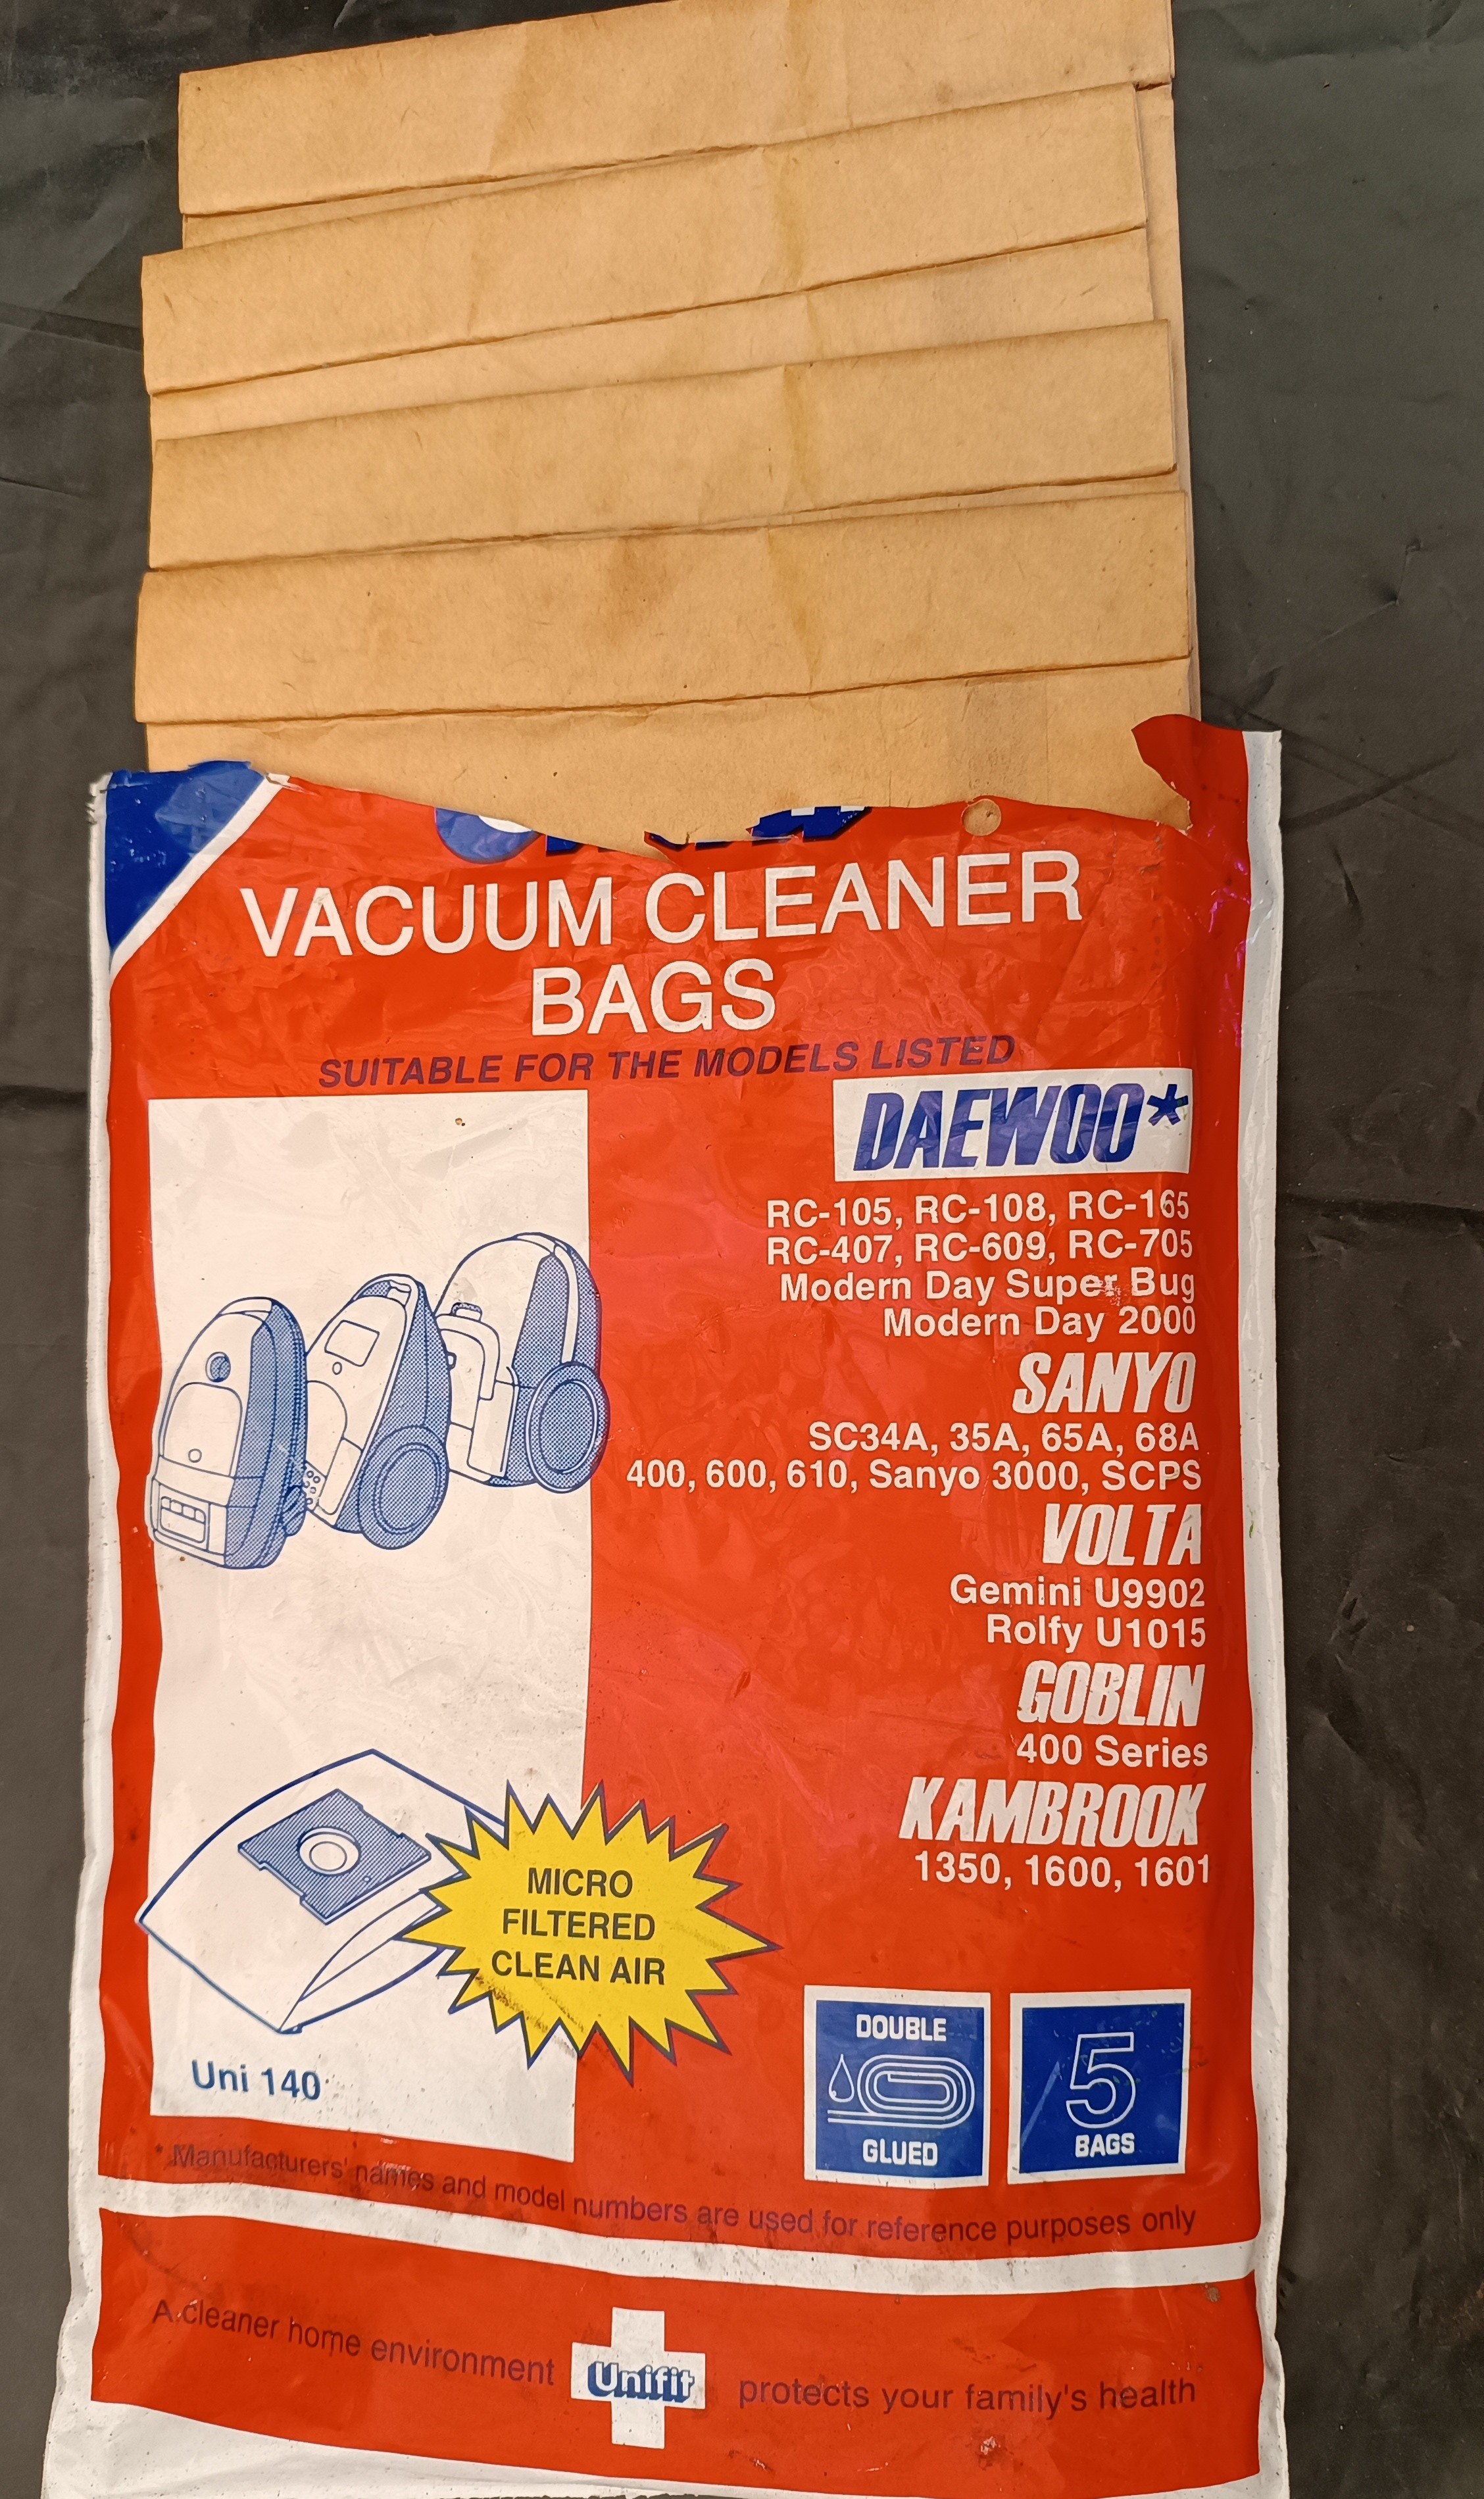 VACUUM CLEANER
BAGS
SUITABLE FOR THE MODELS LISTED
DAEWOO*
RC-105, RC-108, RC-165
RC-407, RC-609, RC-705
Modern Day Super Bug
Modern Day 2000
SANYO
SC34A, 35A, 65A, 68A
400, 600, 610, Sanyo 3000, SCPS
VOLTA
Gemini U9902
Rolfy U1015
GOBLIN
400 Series
KAMBROOK
1350, 1600, 1601
MICRO
FILTERED
CLEAN AIR
Uni 140
DOUBLE
GLUED
5
BAGS
* Manufacturers' names and model numbers are used for reference purposes only
A cleaner home environment Unifit protects your family's health